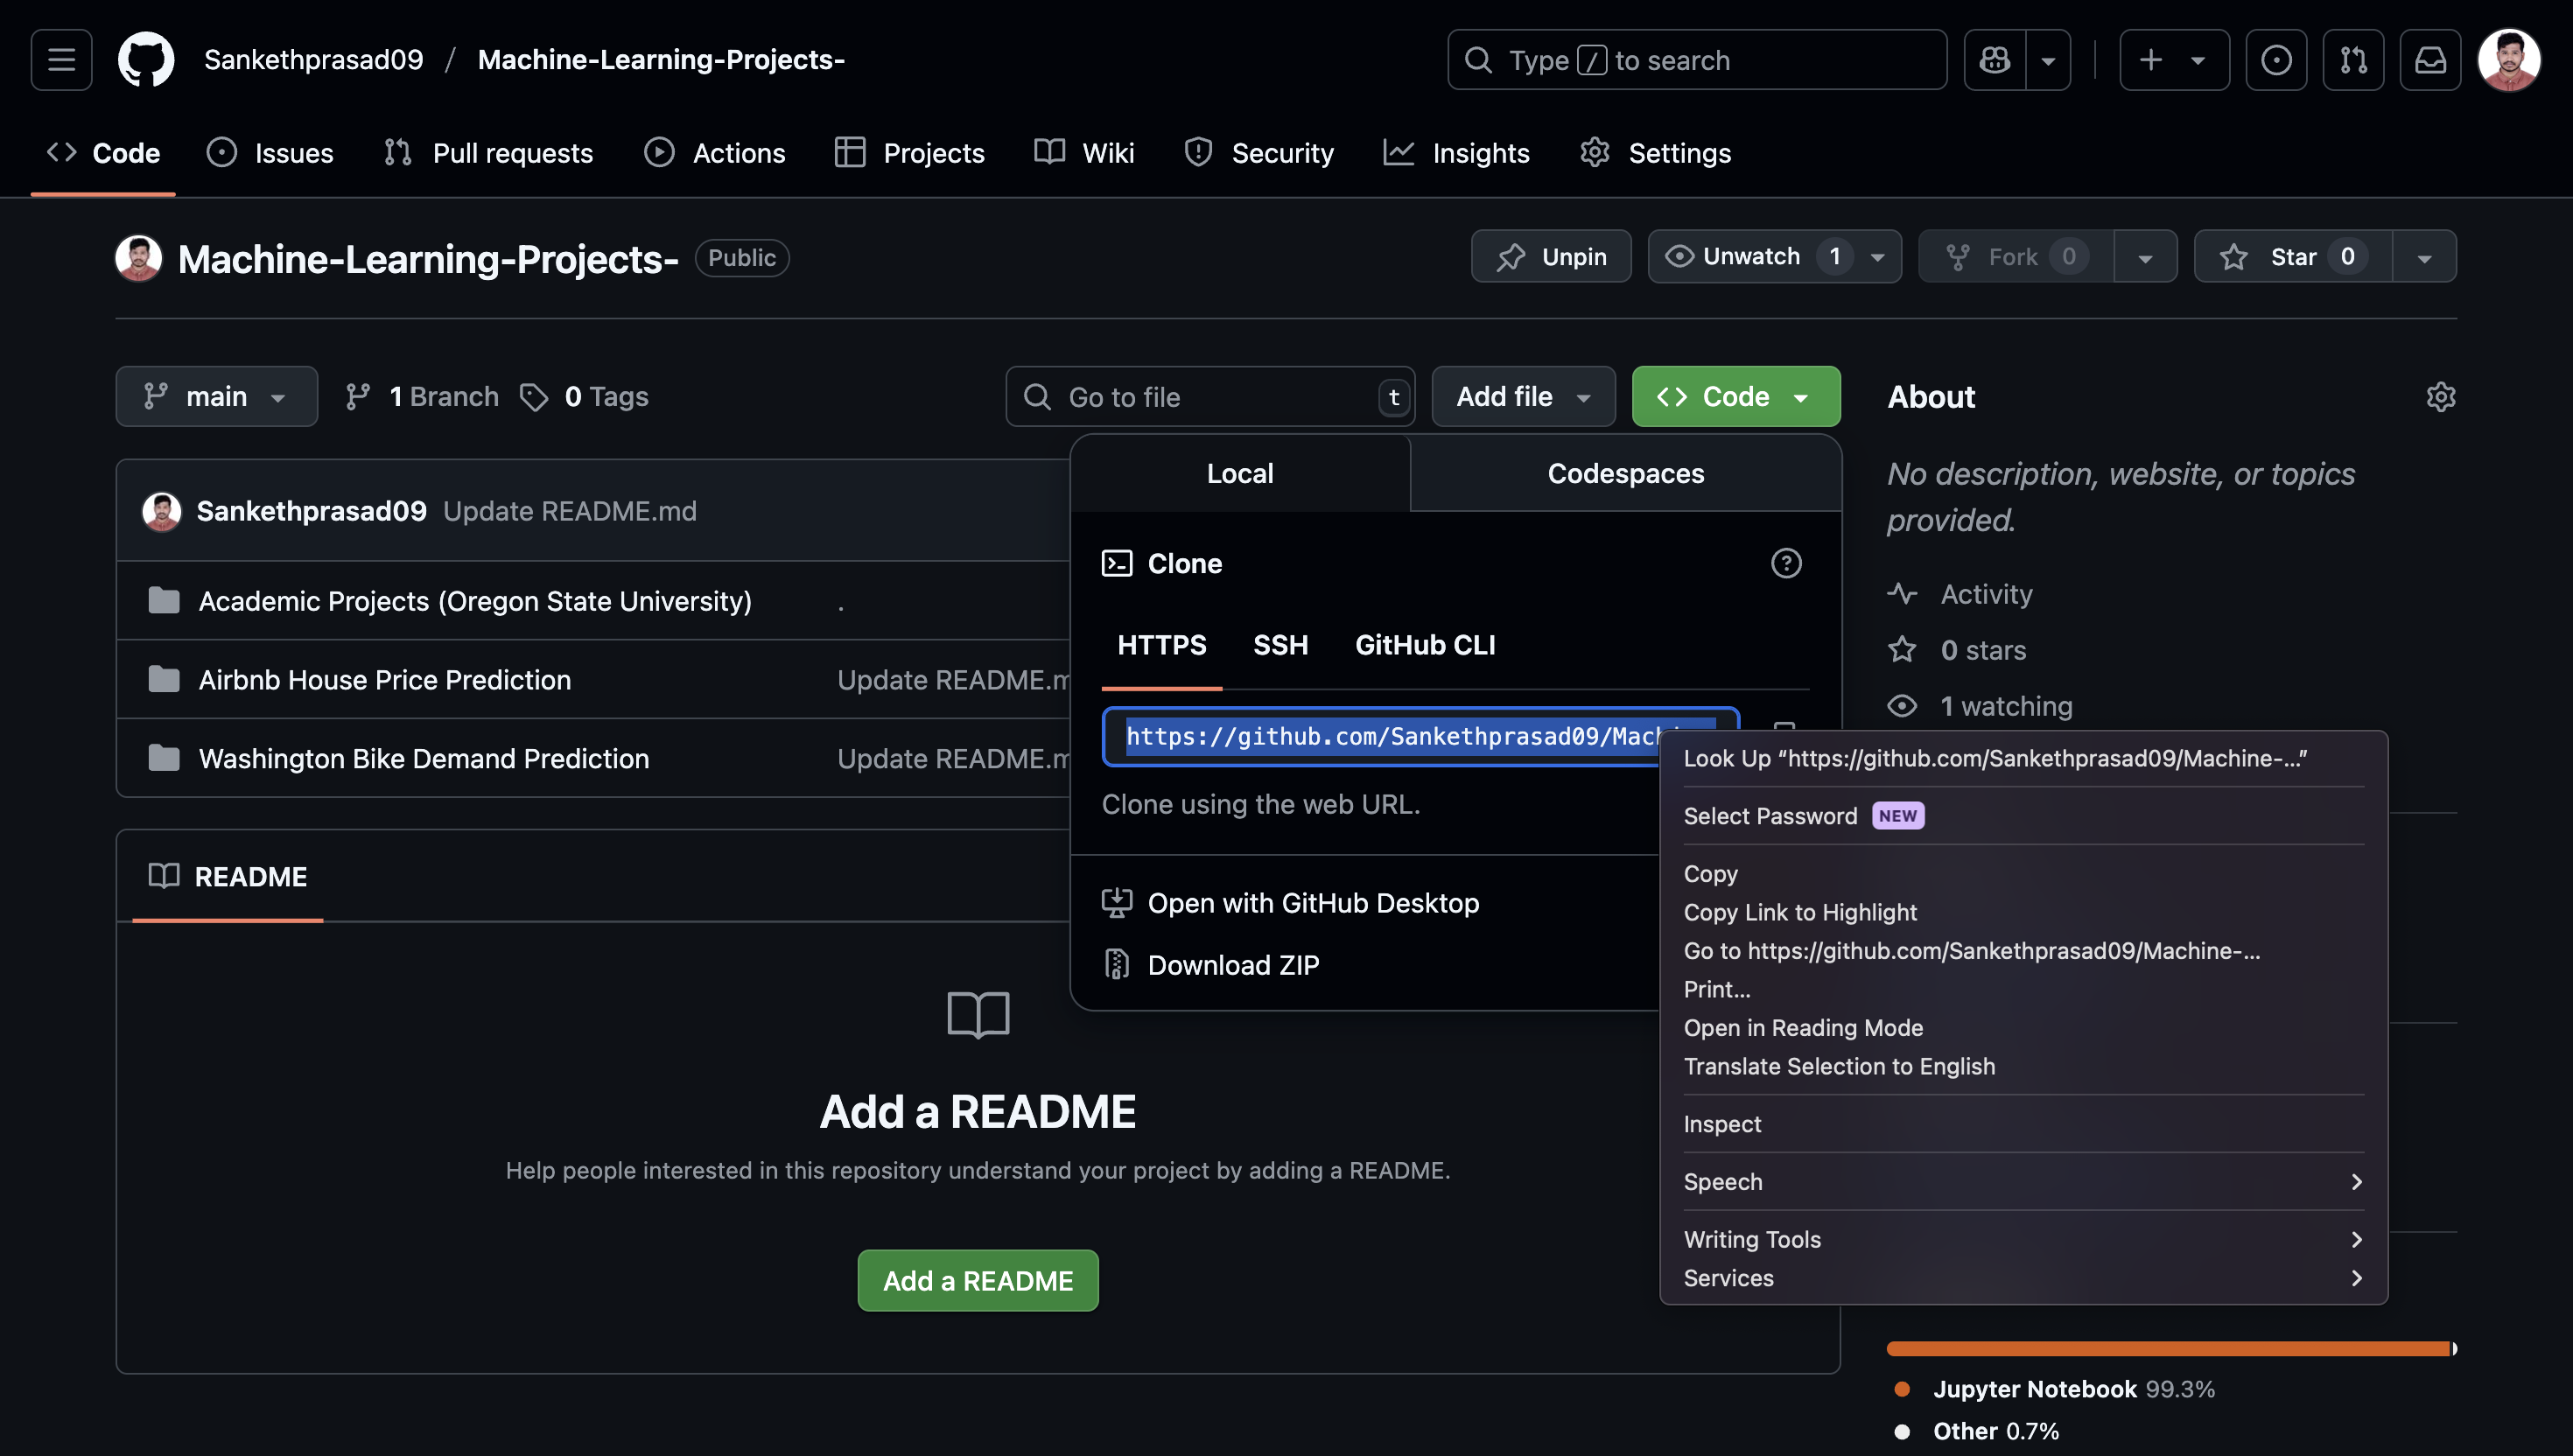 Sankethprasad09 / Machine-Learning-Projects-
Type / to search
Code
Issues
Pull requests
Actions
Projects
Wiki
Security
Insights
Settings
Machine-Learning-Projects- Public
Unpin
Unwatch 1
Fork 0
Star 0
main
1 Branch
0 Tags
Go to file t
Add file
Code
Sankethprasad09 Update README.md
Academic Projects (Oregon State University) .
Airbnb House Price Prediction Update
Washington Bike Demand Prediction Update
README
Add a README
Help people interested in this repository understand your project by adding a README.
Add a README
Local
Codespaces
Clone
HTTPS
SSH
GitHub CLI
https://github.com/Sankethprasad09/
Clone using the web URL.
Open with GitHub Desktop
Download ZIP
Look Up “https://github.com/Sankethprasad09/Machine-...”
Select Password NEW
Copy
Copy Link to Highlight
Go to https://github.com/Sankethprasad09/Machine-...
Print...
Open in Reading Mode
Translate Selection to English
Inspect
Speech
Writing Tools
Services
About
No description, website, or topics
provided.
Activity
0 stars
1 watching
Jupyter Notebook 99.3%
Other 0.7%